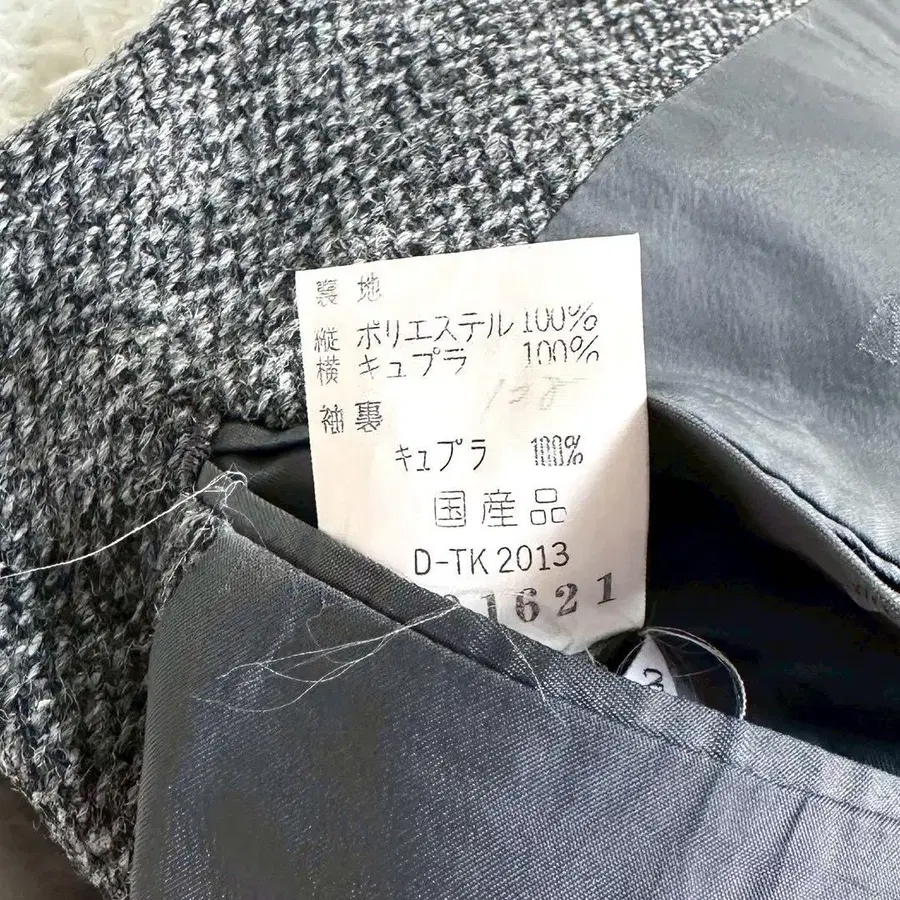 裏 地
縦 ポリエステル 100%
横 キュプラ 100%
袖 裏
キュプラ 100%
国産品
D-TK 2013
1621
2